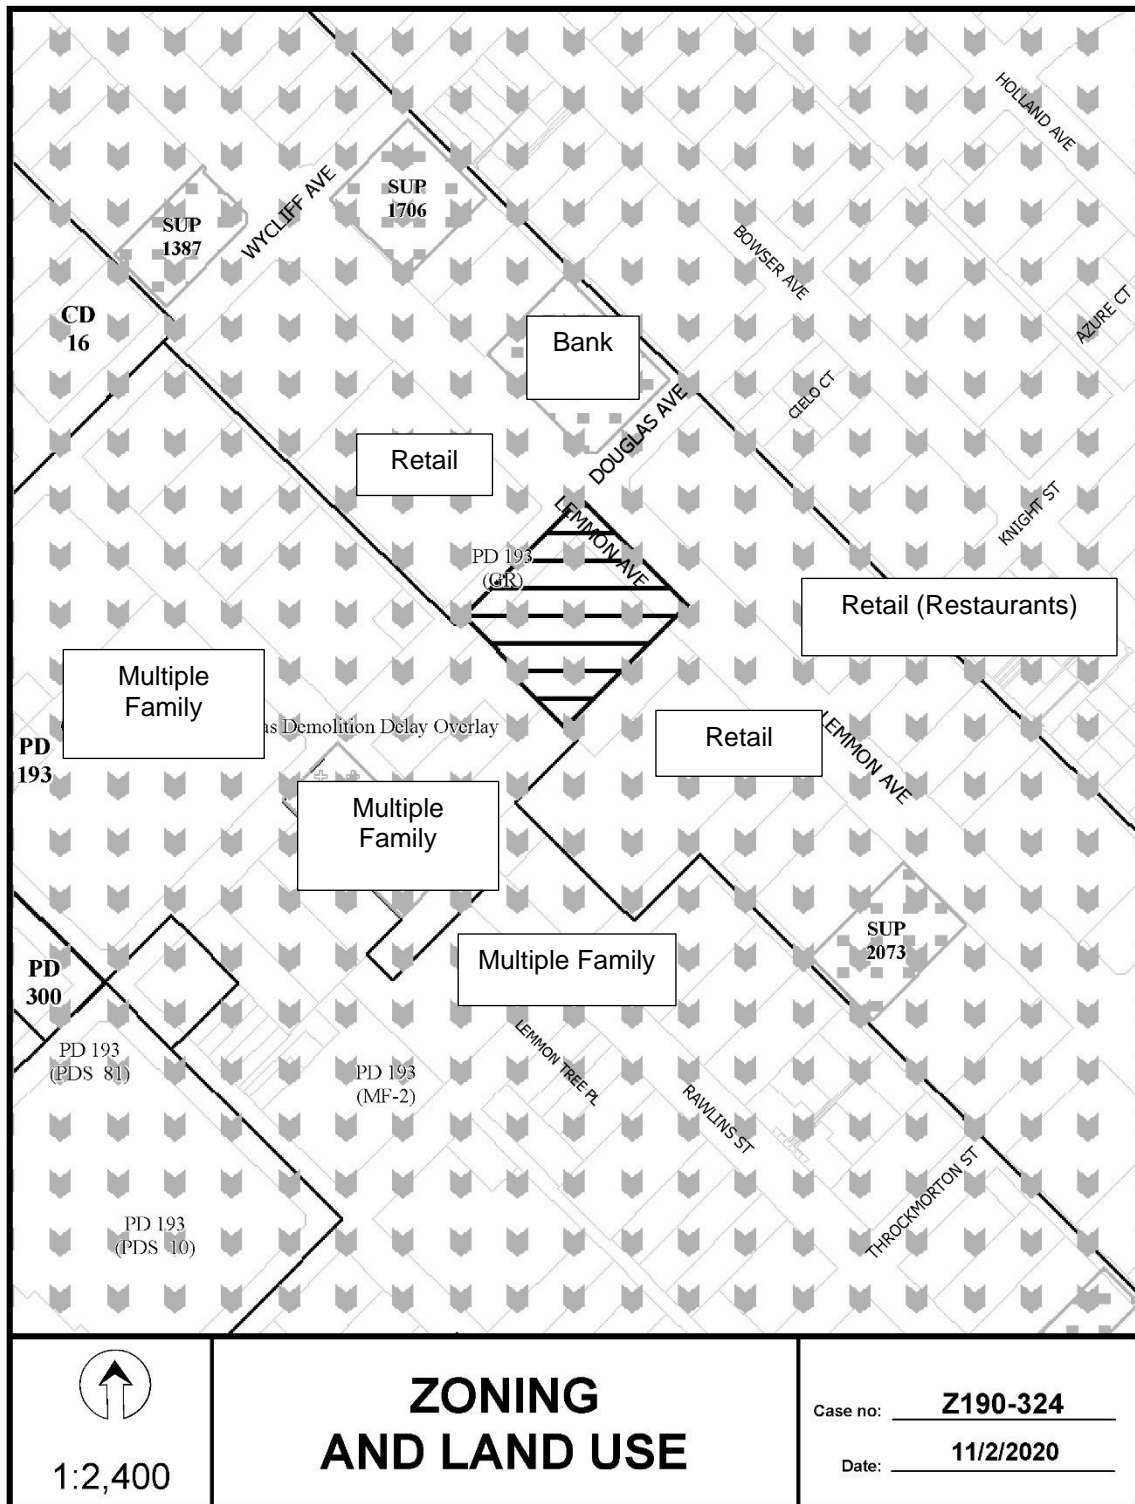 HOLLAND AVE
SUP
1706
WYCLIFF AVE
SUP
1387
BOWSER AVE
AZURE CT
CD
16
Bank
CIELO CT
DOUGLAS AVE
Retail
KNIGHT ST
LEMMON AVE
PD 193
(GR)
Retail (Restaurants)
Multiple
Family
as Demolition Delay Overlay
Retail
LEMMON AVE
PD
193
Multiple
Family
SUP
2073
Multiple Family
PD
300
LEMMON TREE PL
PD 193
(PDS 81)
PD 193
(MF-2)
RAWLINS ST
THROCKMORTON ST
PD 193
(PDS 10)
1:2,400
ZONING
AND LAND USE
Case no: Z190-324
Date: 11/2/2020